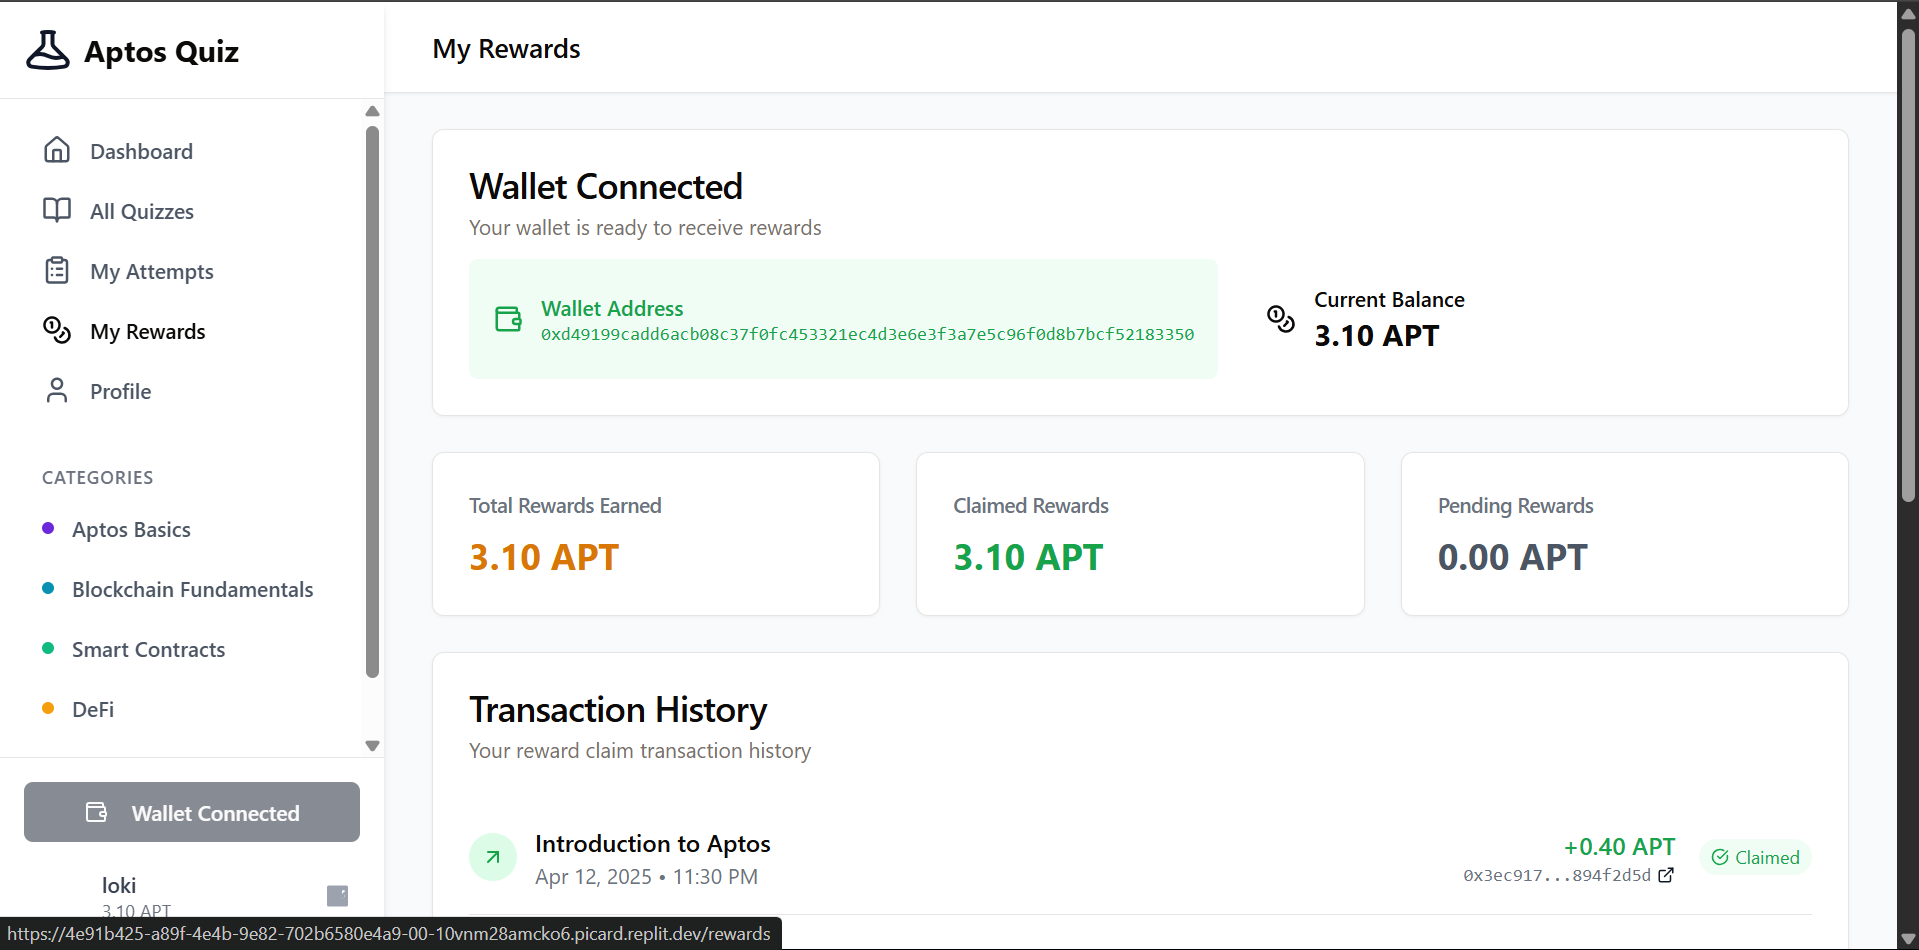 Aptos Quiz
Dashboard
All Quizzes
My Attempts
My Rewards
Profile
CATEGORIES
Aptos Basics
Blockchain Fundamentals
Smart Contracts
DeFi
Wallet Connected
loki
3.10 APT
My Rewards
Wallet Connected
Your wallet is ready to receive rewards
Wallet Address
0xd49199cadd6acb08c37f0fc453321ec4d3e6e3f3a7e5c96f0d8b7bcf52183350
Current Balance
3.10 APT
Total Rewards Earned
3.10 APT
Claimed Rewards
3.10 APT
Pending Rewards
0.00 APT
Transaction History
Your reward claim transaction history
Introduction to Aptos
Apr 12, 2025 • 11:30 PM
+0.40 APT
0x3ec917...894f2d5d
Claimed
https://4e91b425-a89f-4e4b-9e82-702b6580e4a9-00-10vnm28amcko6.picard.replit.dev/rewards